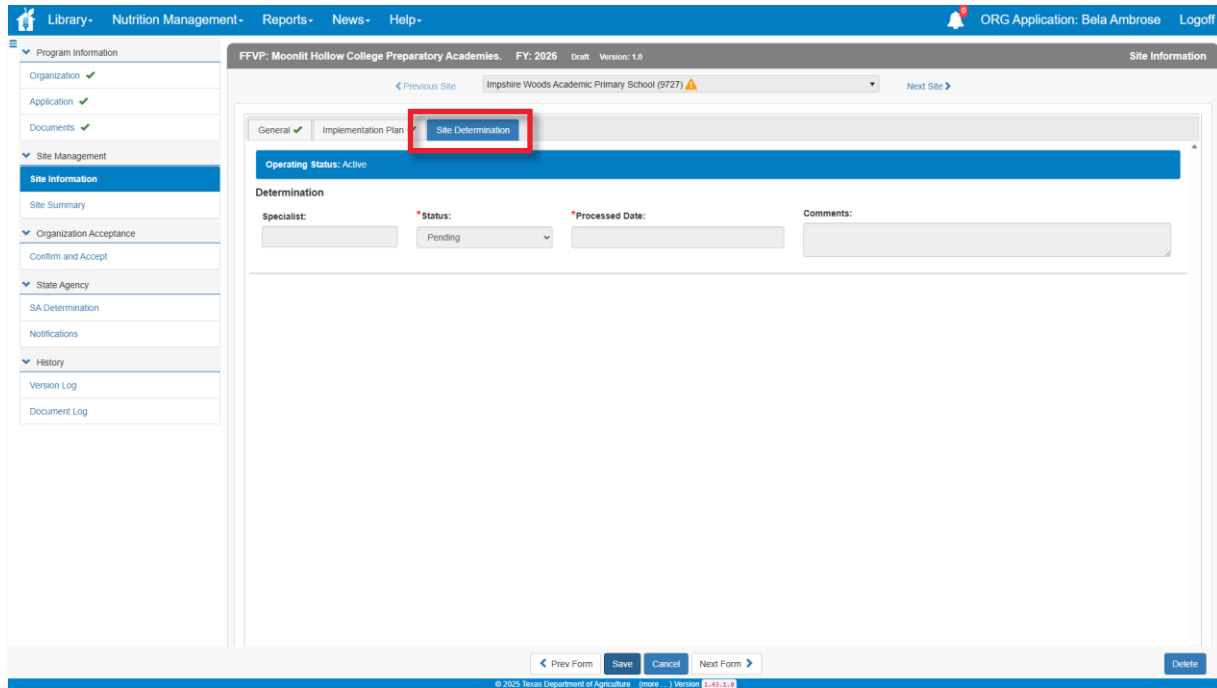 Library Nutrition Management Reports News Help 0 ORG Application: Bela Ambrose Logoff
Program Information
Organization
Application
Documents
Site Management
Site Information
Site Summary
Organization Acceptance
Confirm and Accept
State Agency
SA Determination
Notifications
History
Version Log
Document Log
FFVP: Moonlit Hollow College Preparatory Academies. FY: 2026 Draft Version: 1.0 Site Information
Previous Site Impshire Woods Academic Primary School (9727) Next Site
General Implementation Plan Site Determination
Operating Status: Active
Determination
Specialist: *Status: *Processed Date: Comments:
Pending
Prev Form Save Cancel Next Form Delete
© 2025 Texas Department of Agriculture (more ... ) Version 1.43.1.0